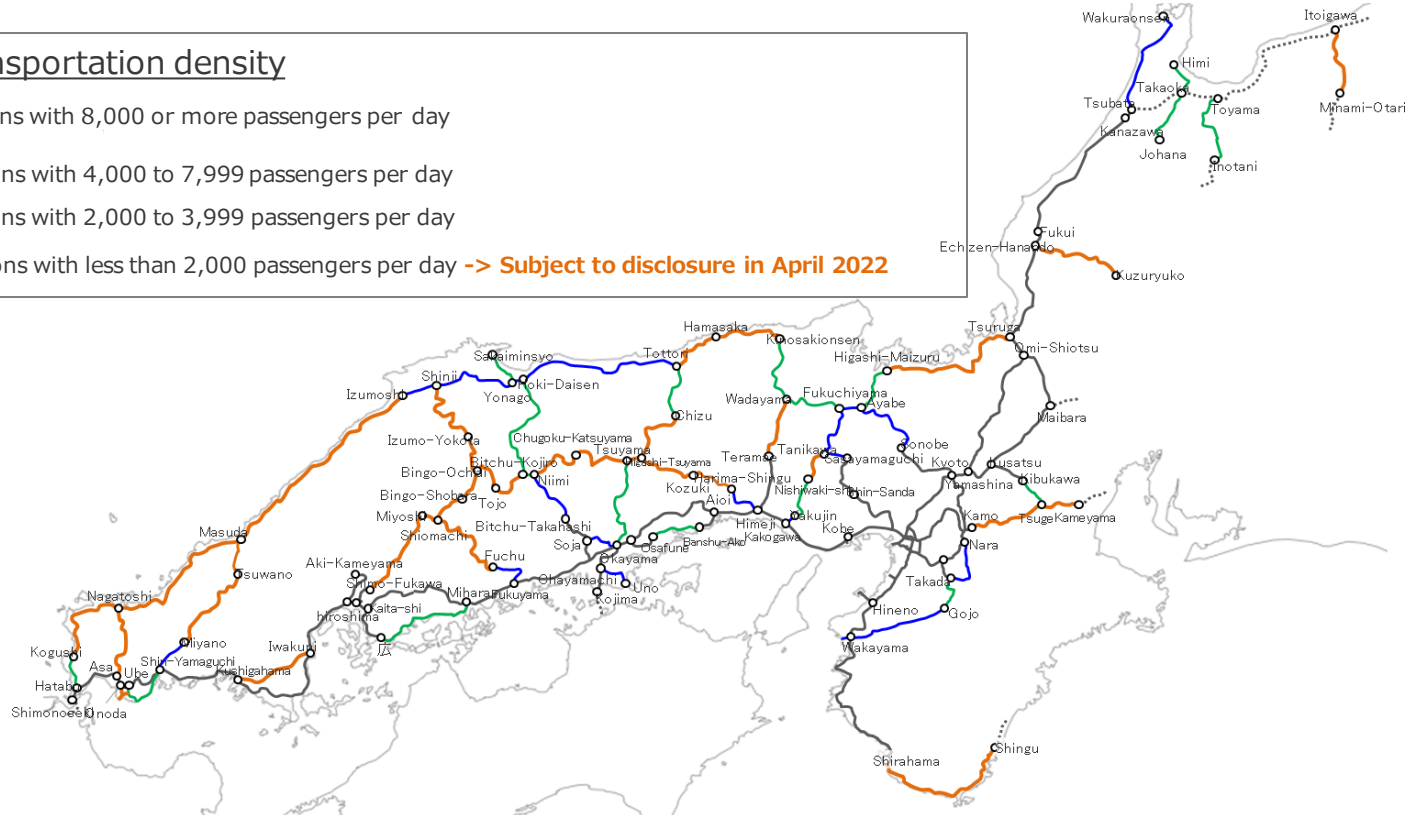 nsportation density
ns with 8,000 or more passengers per day
ns with 4,000 to 7,999 passengers per day
ns with 2,000 to 3,999 passengers per day
ons with less than 2,000 passengers per day -> Subject to disclosure in April 2022
Wakuraonsen
Itoigawa
Himi
Takaoka
Tsubata
Toyama
Minami-Otari
Kanazawa
Johana
Inotani
Fukui
Echizen-Hanando
Kuzuryuko
Hamasaka
Kinosakionsen
Tsuruga
Omi-Shiotsu
Sakaiminsyo
Tottori
Higashi-Maizuru
Shinji
Hoki-Daisen
Izumoshi
Yonago
Wadayama
Fukuchiyama
Ayabe
Maibara
Chizu
Izumo-Yokota
Chugoku-Katsuyama
Tsuyama
Higashi-Tsuyama
Teramae
Tanikawa
Sasayamaguchi
Sonobe
Kyoto
Yamashina
Kusatsu
Kibukawa
Bingo-Ochiai
Bitchu-Kojiro
Niimi
Harima-Shingu
Kozuki
Nishiwaki-shi
Shin-Sanda
Bingo-Shobara
Tojo
Aioi
Miyoshi
Shiomachi
Bitchu-Takahashi
Himeji
Yakujin
Kakogawa
Kobe
Kamo
Tsuge
Kameyama
Masuda
Soja
Okayama
Osafune
Banshu-Ako
Nara
Aki-Kameyama
Fuchu
Tsuwano
Shimo-Fukawa
Chayamachi
Uno
Takada
Nagatoshi
Mihara
Fukuyama
Kojima
hiroshima
Kaita-shi
Hineno
Gojo
Kogushi
Miyano
Iwakuni
広
Wakayama
Asa
Ube
Shin-Yamaguchi
Kushigahama
Hatabu
Shimonoseki
Onoda
Shirahama
Shingu